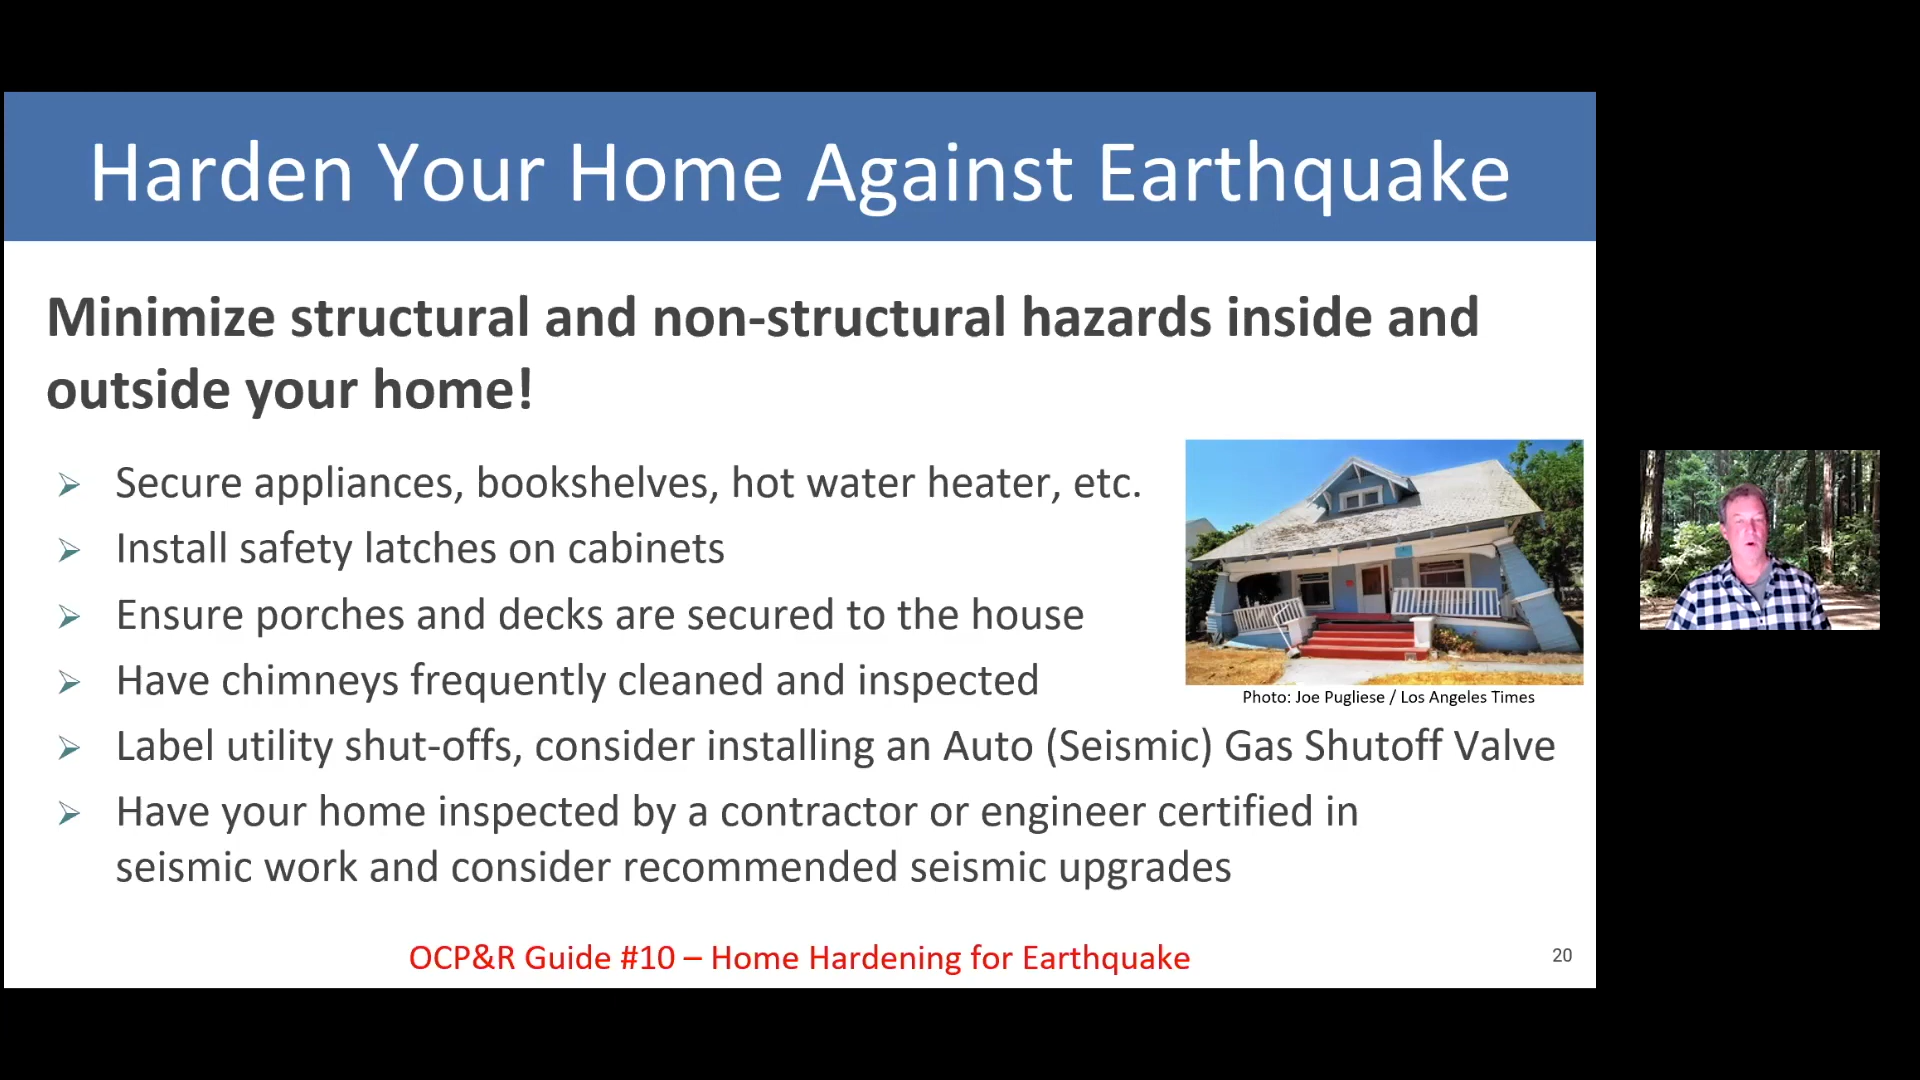 Harden Your Home Against Earthquake
Minimize structural and non-structural hazards inside and
outside your home!
Secure appliances, bookshelves, hot water heater, etc.
Install safety latches on cabinets
Ensure porches and decks are secured to the house
Have chimneys frequently cleaned and inspected
Photo: Joe Pugliese / Los Angeles Times
Label utility shut-offs, consider installing an Auto (Seismic) Gas Shutoff Valve
Have your home inspected by a contractor or engineer certified in
seismic work and consider recommended seismic upgrades
OCP&R Guide #10 – Home Hardening for Earthquake
20